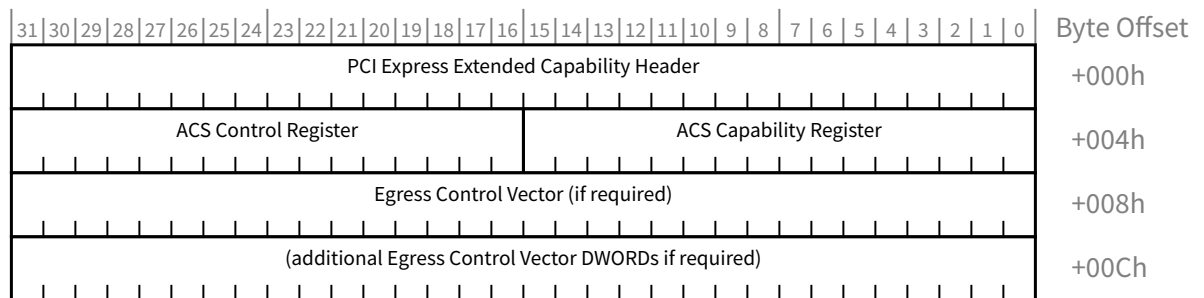 31 30 29 28 27 26 25 24 23 22 21 20 19 18 17 16 15 14 13 12 11 10 9 8 7 6 5 4 3 2 1 0 Byte Offset
PCI Express Extended Capability Header +000h
ACS Control Register ACS Capability Register +004h
Egress Control Vector (if required) +008h
(additional Egress Control Vector DWORDs if required) +00Ch